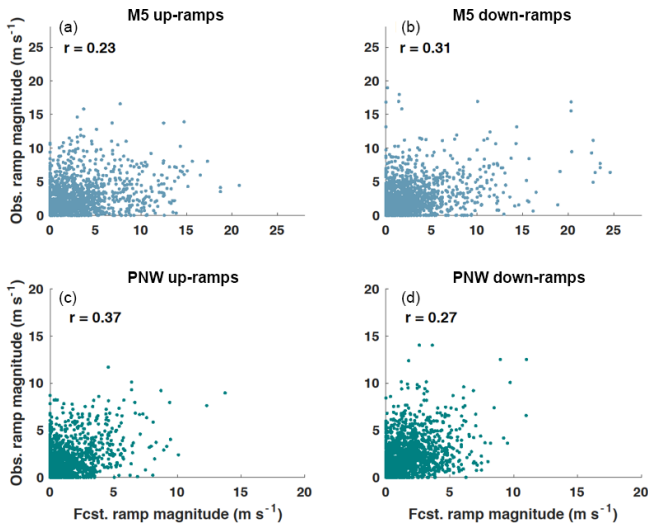 M5 up-ramps
M5 down-ramps
(a)
r = 0.23
(b)
r = 0.31
Obs. ramp magnitude (m s⁻¹)
25
20
15
10
5
0
25
20
15
10
5
0
0 5 10 15 20 25
0 5 10 15 20 25
PNW up-ramps
PNW down-ramps
(c)
r = 0.37
(d)
r = 0.27
Obs. ramp magnitude (m s⁻¹)
20
15
10
5
0
20
15
10
5
0
0 5 10 15 20
0 5 10 15 20
Fcst. ramp magnitude (m s⁻¹)
Fcst. ramp magnitude (m s⁻¹)